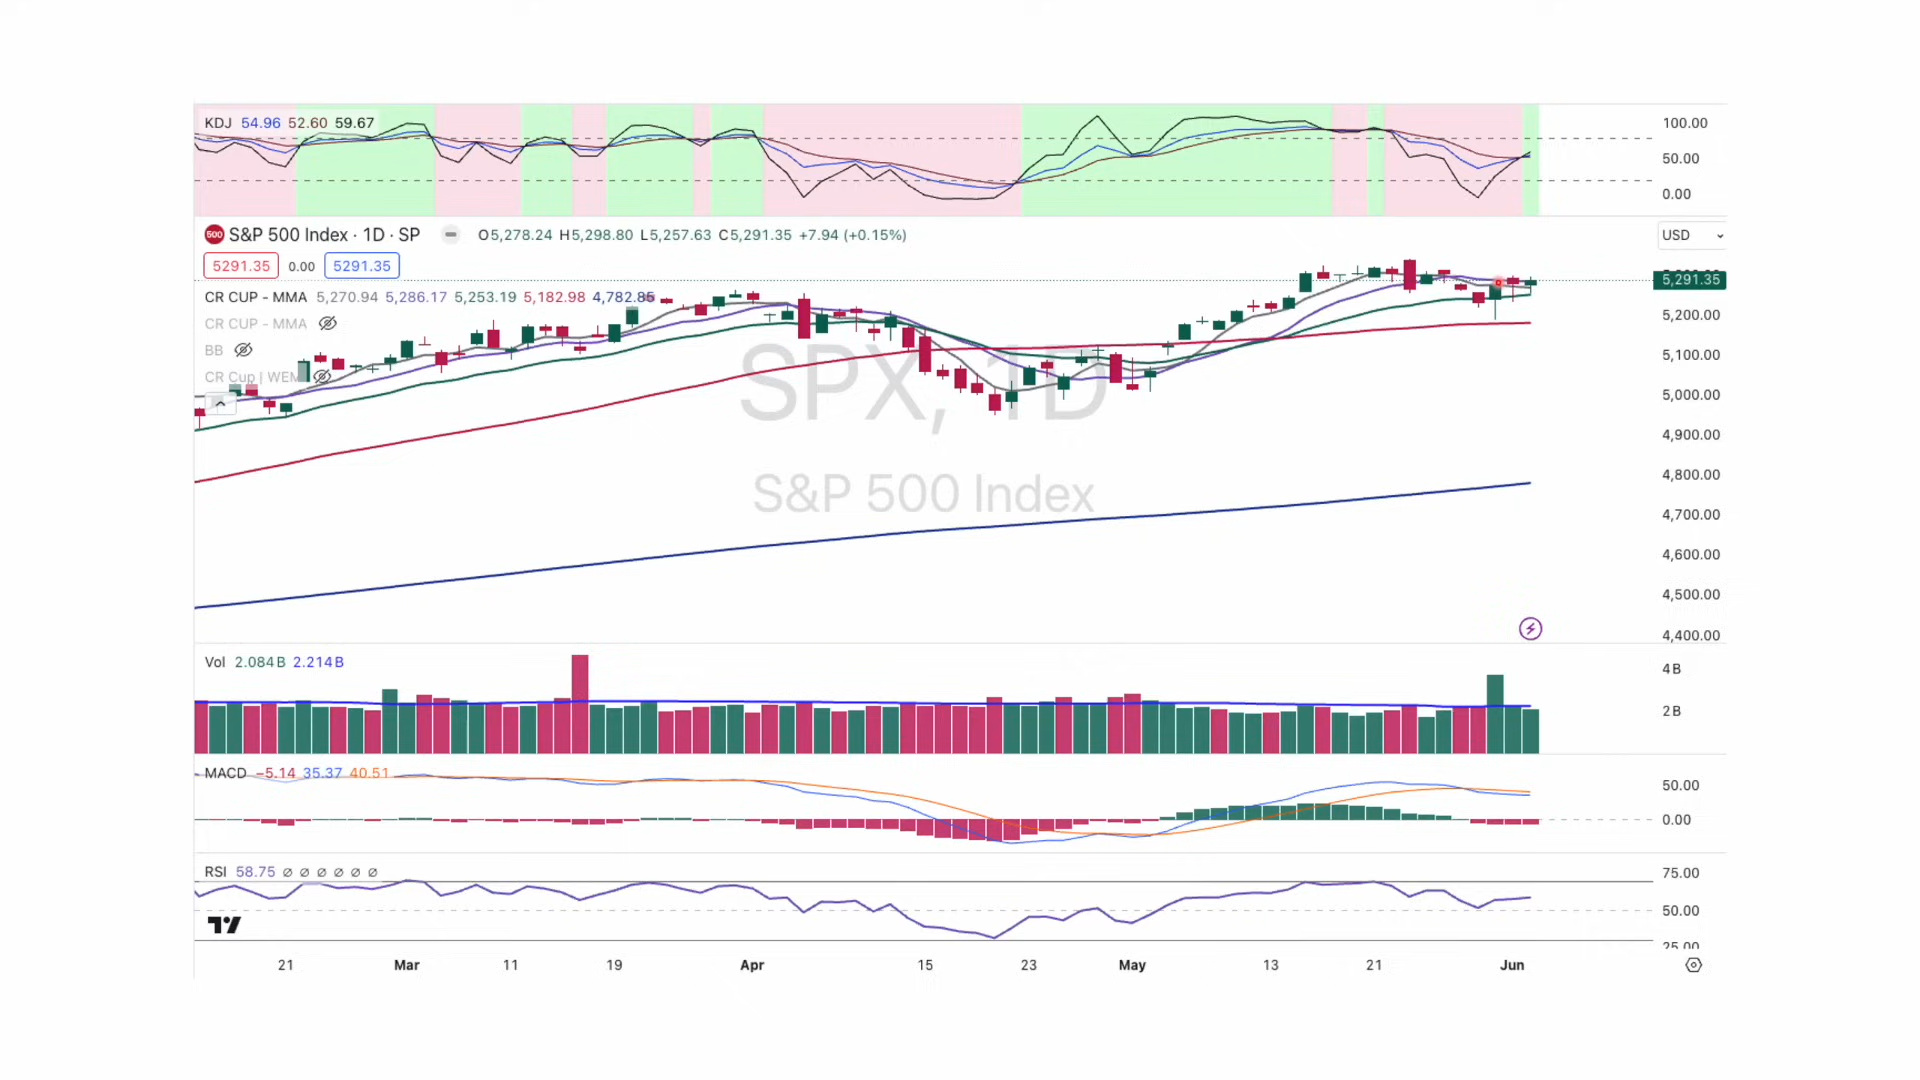 KDJ 54.96 52.60 59.67
100.00
50.00
0.00
500 S&P 500 Index · 1D · SP O5,278.24 H5,298.80 L5,257.63 C5,291.35 +7.94 (+0.15%)
USD
5291.35 0.00 5291.35
5,291.35
CR CUP - MMA 5,270.94 5,286.17 5,253.19 5,182.98 4,782.85
CR CUP - MMA
BB
CR Cup | WEM
5,200.00
5,100.00
5,000.00
4,900.00
4,800.00
4,700.00
4,600.00
4,500.00
4,400.00
SPX, 1D
S&P 500 Index
Vol 2.084B 2.214B
4B
2B
MACD −5.14 35.37 40.51
50.00
0.00
RSI 58.75 ∅ ∅ ∅ ∅ ∅ ∅
75.00
50.00
25.00
21 Mar 11 19 Apr 15 23 May 13 21 Jun